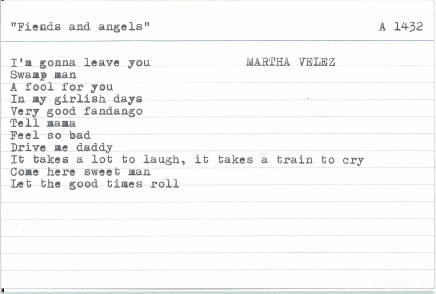 "Fiends and angels" A 1432
I'm gonna leave you MARTHA VELEZ
Swamp man
A fool for you
In my girlish days
Very good fandango
Tell mama
Feel so bad
Drive me daddy
It takes a lot to laugh, it takes a train to cry
Come here sweet man
Let the good times roll